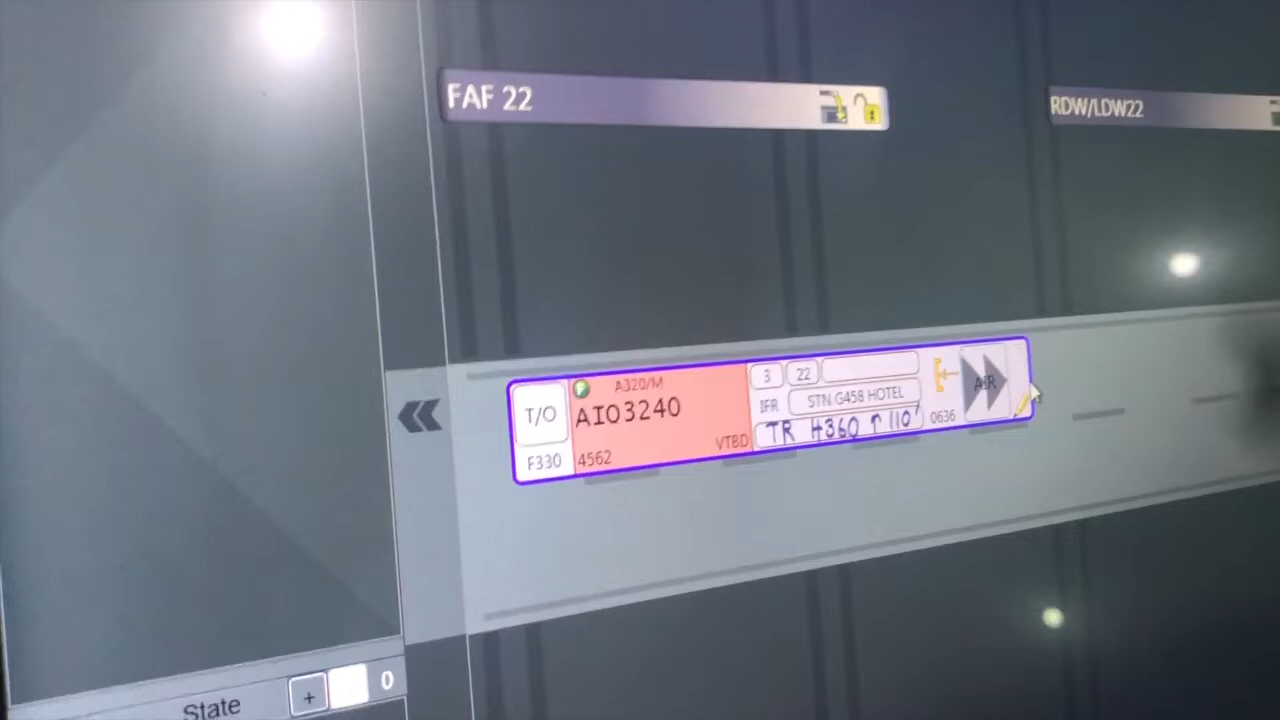 FAF 22
RDW/LDW22
T/O
F330
A320/M
AIO3240
4562
VTBD
3
22
IFR
STN G458 HOTEL
TR H360 ↑ 110'
0636
AIR
State
+
0